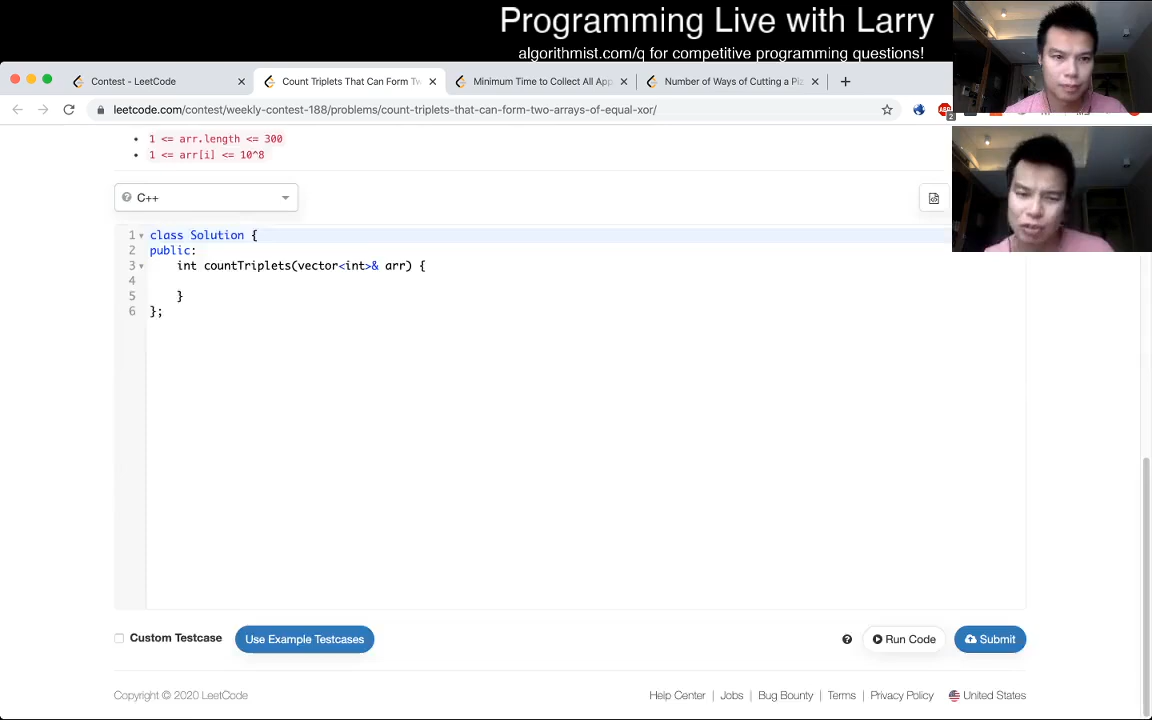 Programming Live with Larry
algorithmist.com/q for competitive programming questions!
Contest - LeetCode
Count Triplets That Can Form Tw
Minimum Time to Collect All App
Number of Ways of Cutting a Piz
leetcode.com/contest/weekly-contest-188/problems/count-triplets-that-can-form-two-arrays-of-equal-xor/
1 <= arr.length <= 300
1 <= arr[i] <= 10^8
C++
1 class Solution {
2 public:
3 int countTriplets(vector<int>& arr) {
4
5 }
6 };
Custom Testcase
Use Example Testcases
Run Code
Submit
Copyright © 2020 LeetCode
Help Center | Jobs | Bug Bounty | Terms | Privacy Policy
United States